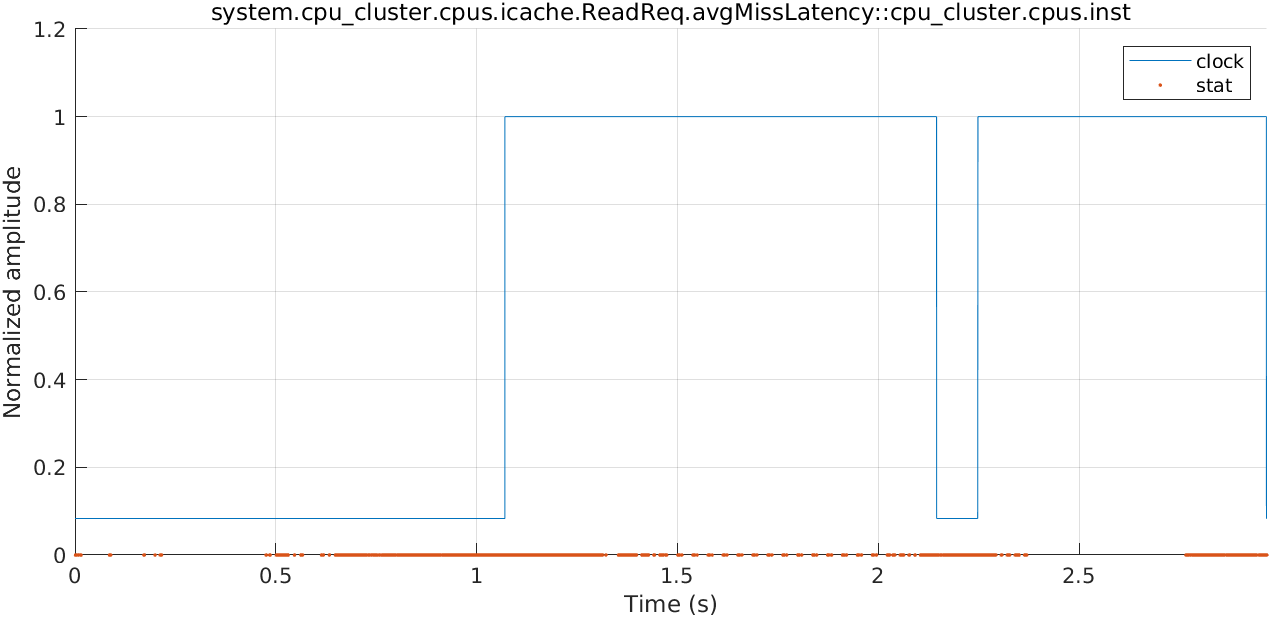 system.cpu_cluster.cpus.icache.ReadReq.avgMissLatency::cpu_cluster.cpus.inst
clock
stat
Normalized amplitude
1.2
1
0.8
0.6
0.4
0.2
0
0 0.5 1 1.5 2 2.5
Time (s)